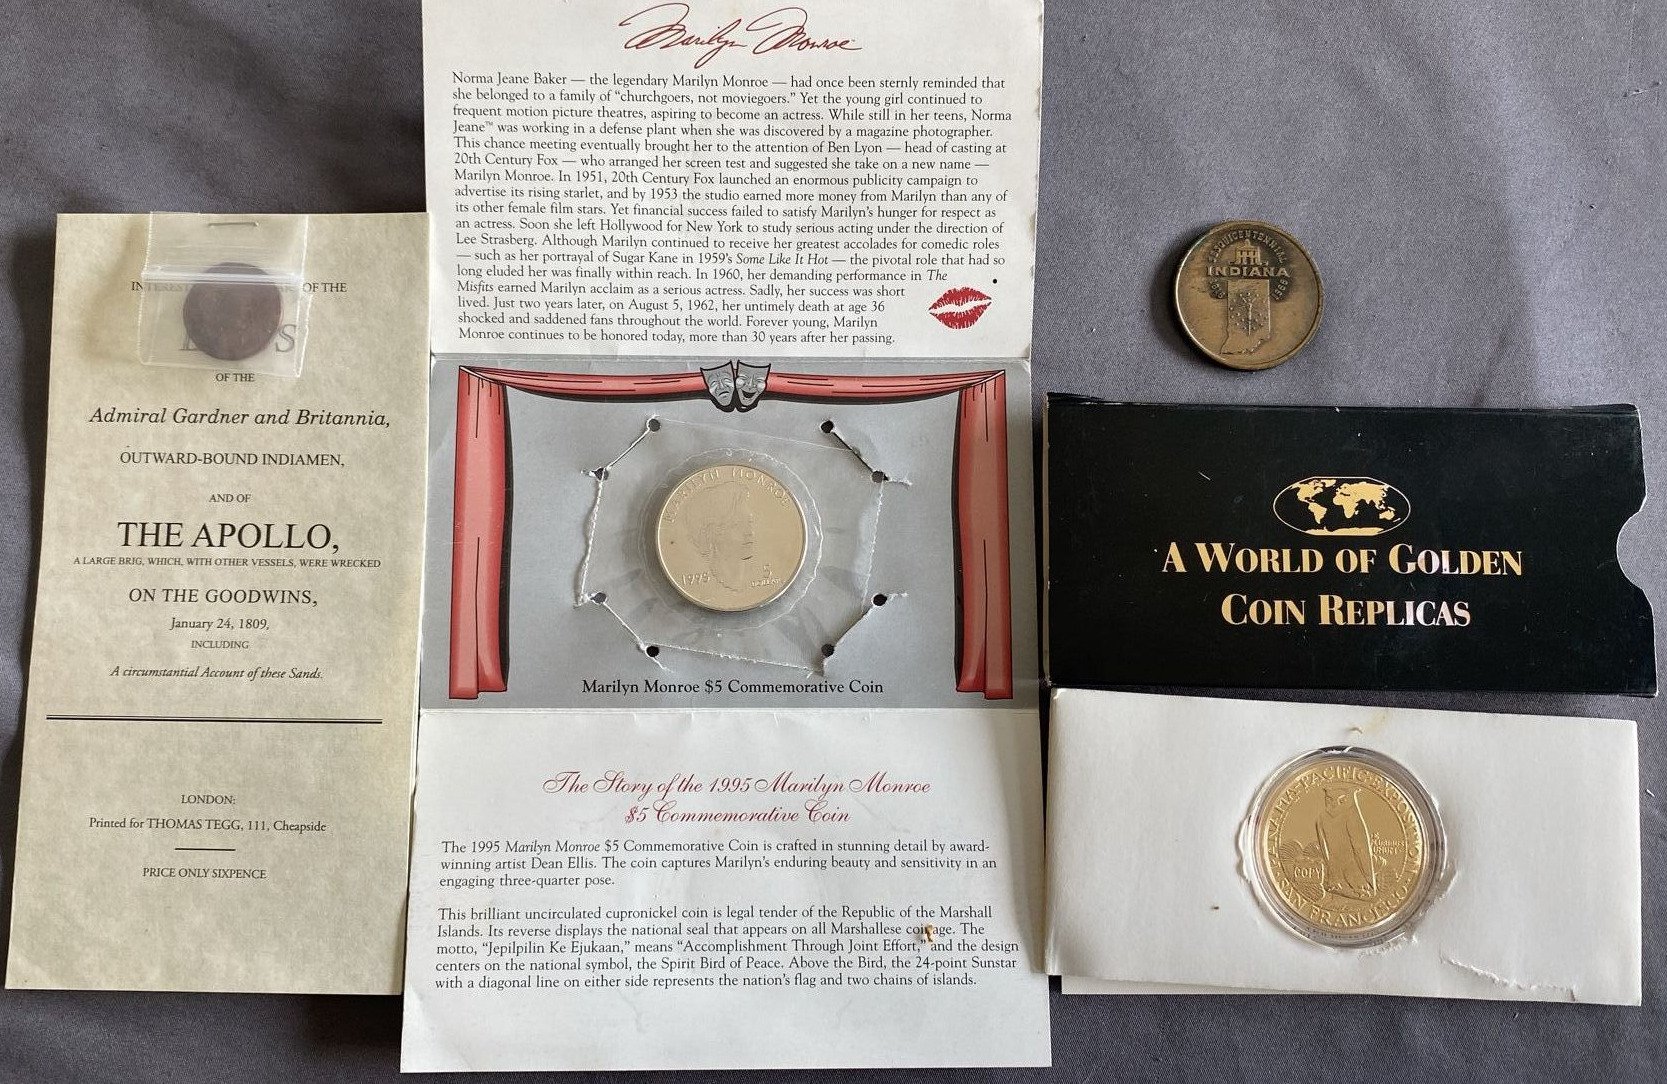 OF THE
S
OF THE
Admiral Gardner and Britannia,
OUTWARD-BOUND INDIAMEN,
AND OF
THE APOLLO,
A LARGE BRIG, WHICH, WITH OTHER VESSELS, WERE WRECKED
ON THE GOODWINS,
January 24, 1809,
INCLUDING
A circumstantial Account of these Sands.
LONDON:
Printed for THOMAS TEGG, 111, Cheapside
PRICE ONLY SIXPENCE
Marilyn Monroe
Norma Jeane Baker — the legendary Marilyn Monroe — had once been sternly reminded that
she belonged to a family of “churchgoers, not moviegoers.” Yet the young girl continued to
frequent motion picture theatres, aspiring to become an actress. While still in her teens, Norma
Jeane™ was working in a defense plant when she was discovered by a magazine photographer.
This chance meeting eventually brought her to the attention of Ben Lyon — head of casting at
20th Century Fox — who arranged her screen test and suggested she take on a new name —
Marilyn Monroe. In 1951, 20th Century Fox launched an enormous publicity campaign to
advertise its rising starlet, and by 1953 the studio earned more money from Marilyn than any of
its other female film stars. Yet financial success failed to satisfy Marilyn’s hunger for respect as
an actress. Soon she left Hollywood for New York to study serious acting under the direction of
Lee Strasberg. Although Marilyn continued to receive her greatest accolades for comedic roles
— such as her portrayal of Sugar Kane in 1959’s Some Like It Hot — the pivotal role that had so
long eluded her was finally within reach. In 1960, her demanding performance in The
Misfits earned Marilyn acclaim as a serious actress. Sadly, her success was short
lived. Just two years later, on August 5, 1962, her untimely death at age 36
shocked and saddened fans throughout the world. Forever young, Marilyn
Monroe continues to be honored today, more than 30 years after her passing.
MARILYN MONROE
1995
5
DOLLARS
Marilyn Monroe $5 Commemorative Coin
The Story of the 1995 Marilyn Monroe
$5 Commemorative Coin
The 1995 Marilyn Monroe $5 Commemorative Coin is crafted in stunning detail by award-
winning artist Dean Ellis. The coin captures Marilyn’s enduring beauty and sensitivity in an
engaging three-quarter pose.
This brilliant uncirculated cupronickel coin is legal tender of the Republic of the Marshall
Islands. Its reverse displays the national seal that appears on all Marshallese coinage. The
motto, “Jepilpilin Ke Ejukaan,” means “Accomplishment Through Joint Effort,” and the design
centers on the national symbol, the Spirit Bird of Peace. Above the Bird, the 24-point Sunstar
with a diagonal line on either side represents the nation’s flag and two chains of islands.
SESQUICENTENNIAL
INDIANA
A WORLD OF GOLDEN
COIN REPLICAS
PANAMA-PACIFIC EXPOSITION
COPY
SAN FRANCISCO